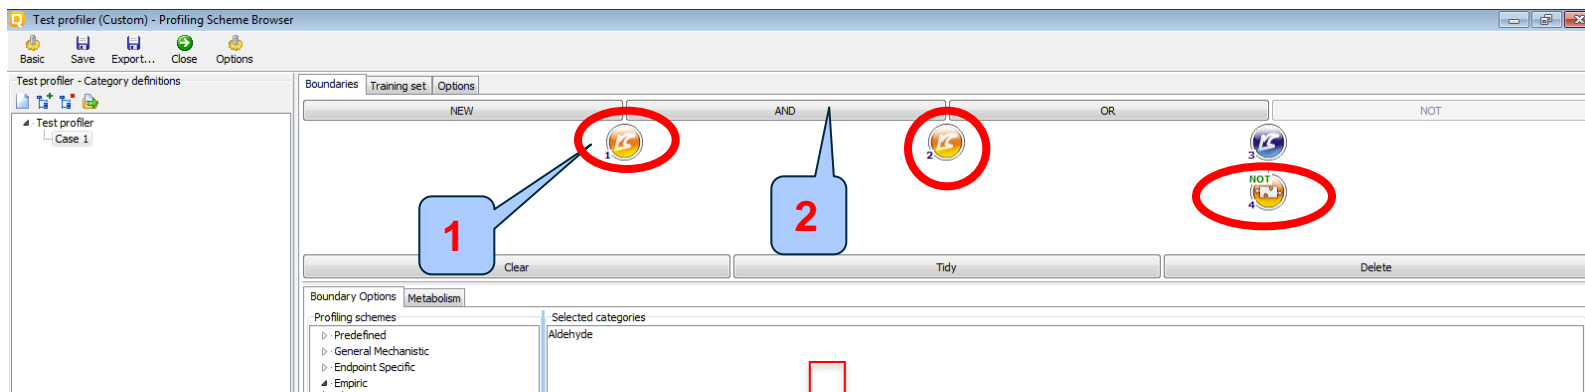 Test profiler (Custom) - Profiling Scheme Browser
Basic Save Export... Close Options
Test profiler - Category definitions
Test profiler
Case 1
Boundaries Training set Options
NEW AND OR NOT
1 2 3
NOT
4
1 2
Clear Tidy Delete
Boundary Options Metabolism
Profiling schemes Selected categories
Predefined Aldehyde
General Mechanistic
Endpoint Specific
Empiric